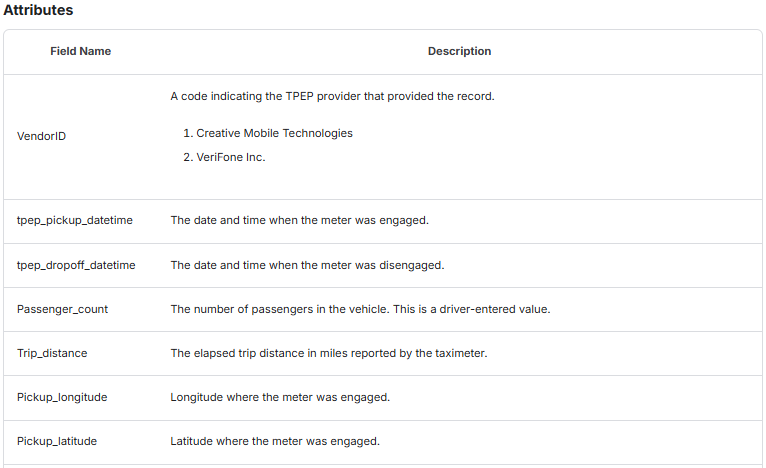 Attributes
Field Name Description
VendorID
A code indicating the TPEP provider that provided the record.
1. Creative Mobile Technologies
2. VeriFone Inc.
tpep_pickup_datetime The date and time when the meter was engaged.
tpep_dropoff_datetime The date and time when the meter was disengaged.
Passenger_count The number of passengers in the vehicle. This is a driver-entered value.
Trip_distance The elapsed trip distance in miles reported by the taximeter.
Pickup_longitude Longitude where the meter was engaged.
Pickup_latitude Latitude where the meter was engaged.